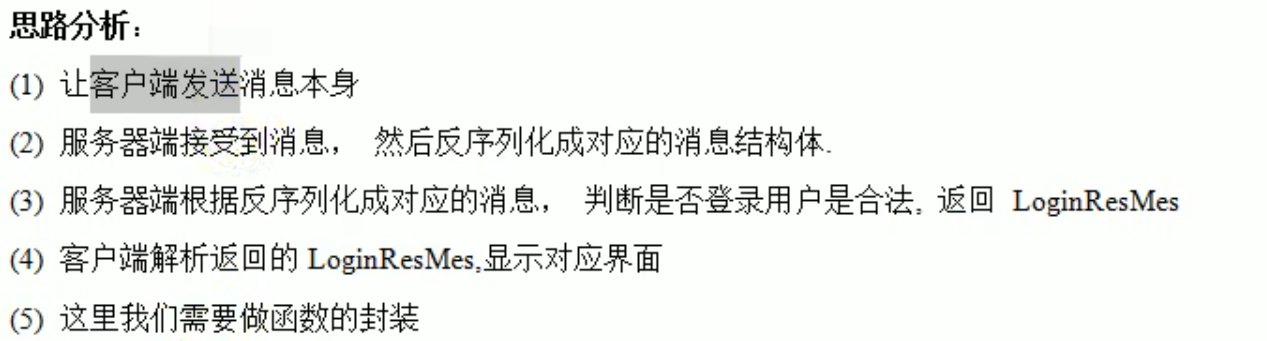 思路分析：
(1) 让客户端发送消息本身
(2) 服务器端接受到消息， 然后反序列化成对应的消息结构体.
(3) 服务器端根据反序列化成对应的消息， 判断是否登录用户是合法, 返回 LoginResMes
(4) 客户端解析返回的 LoginResMes,显示对应界面
(5) 这里我们需要做函数的封装